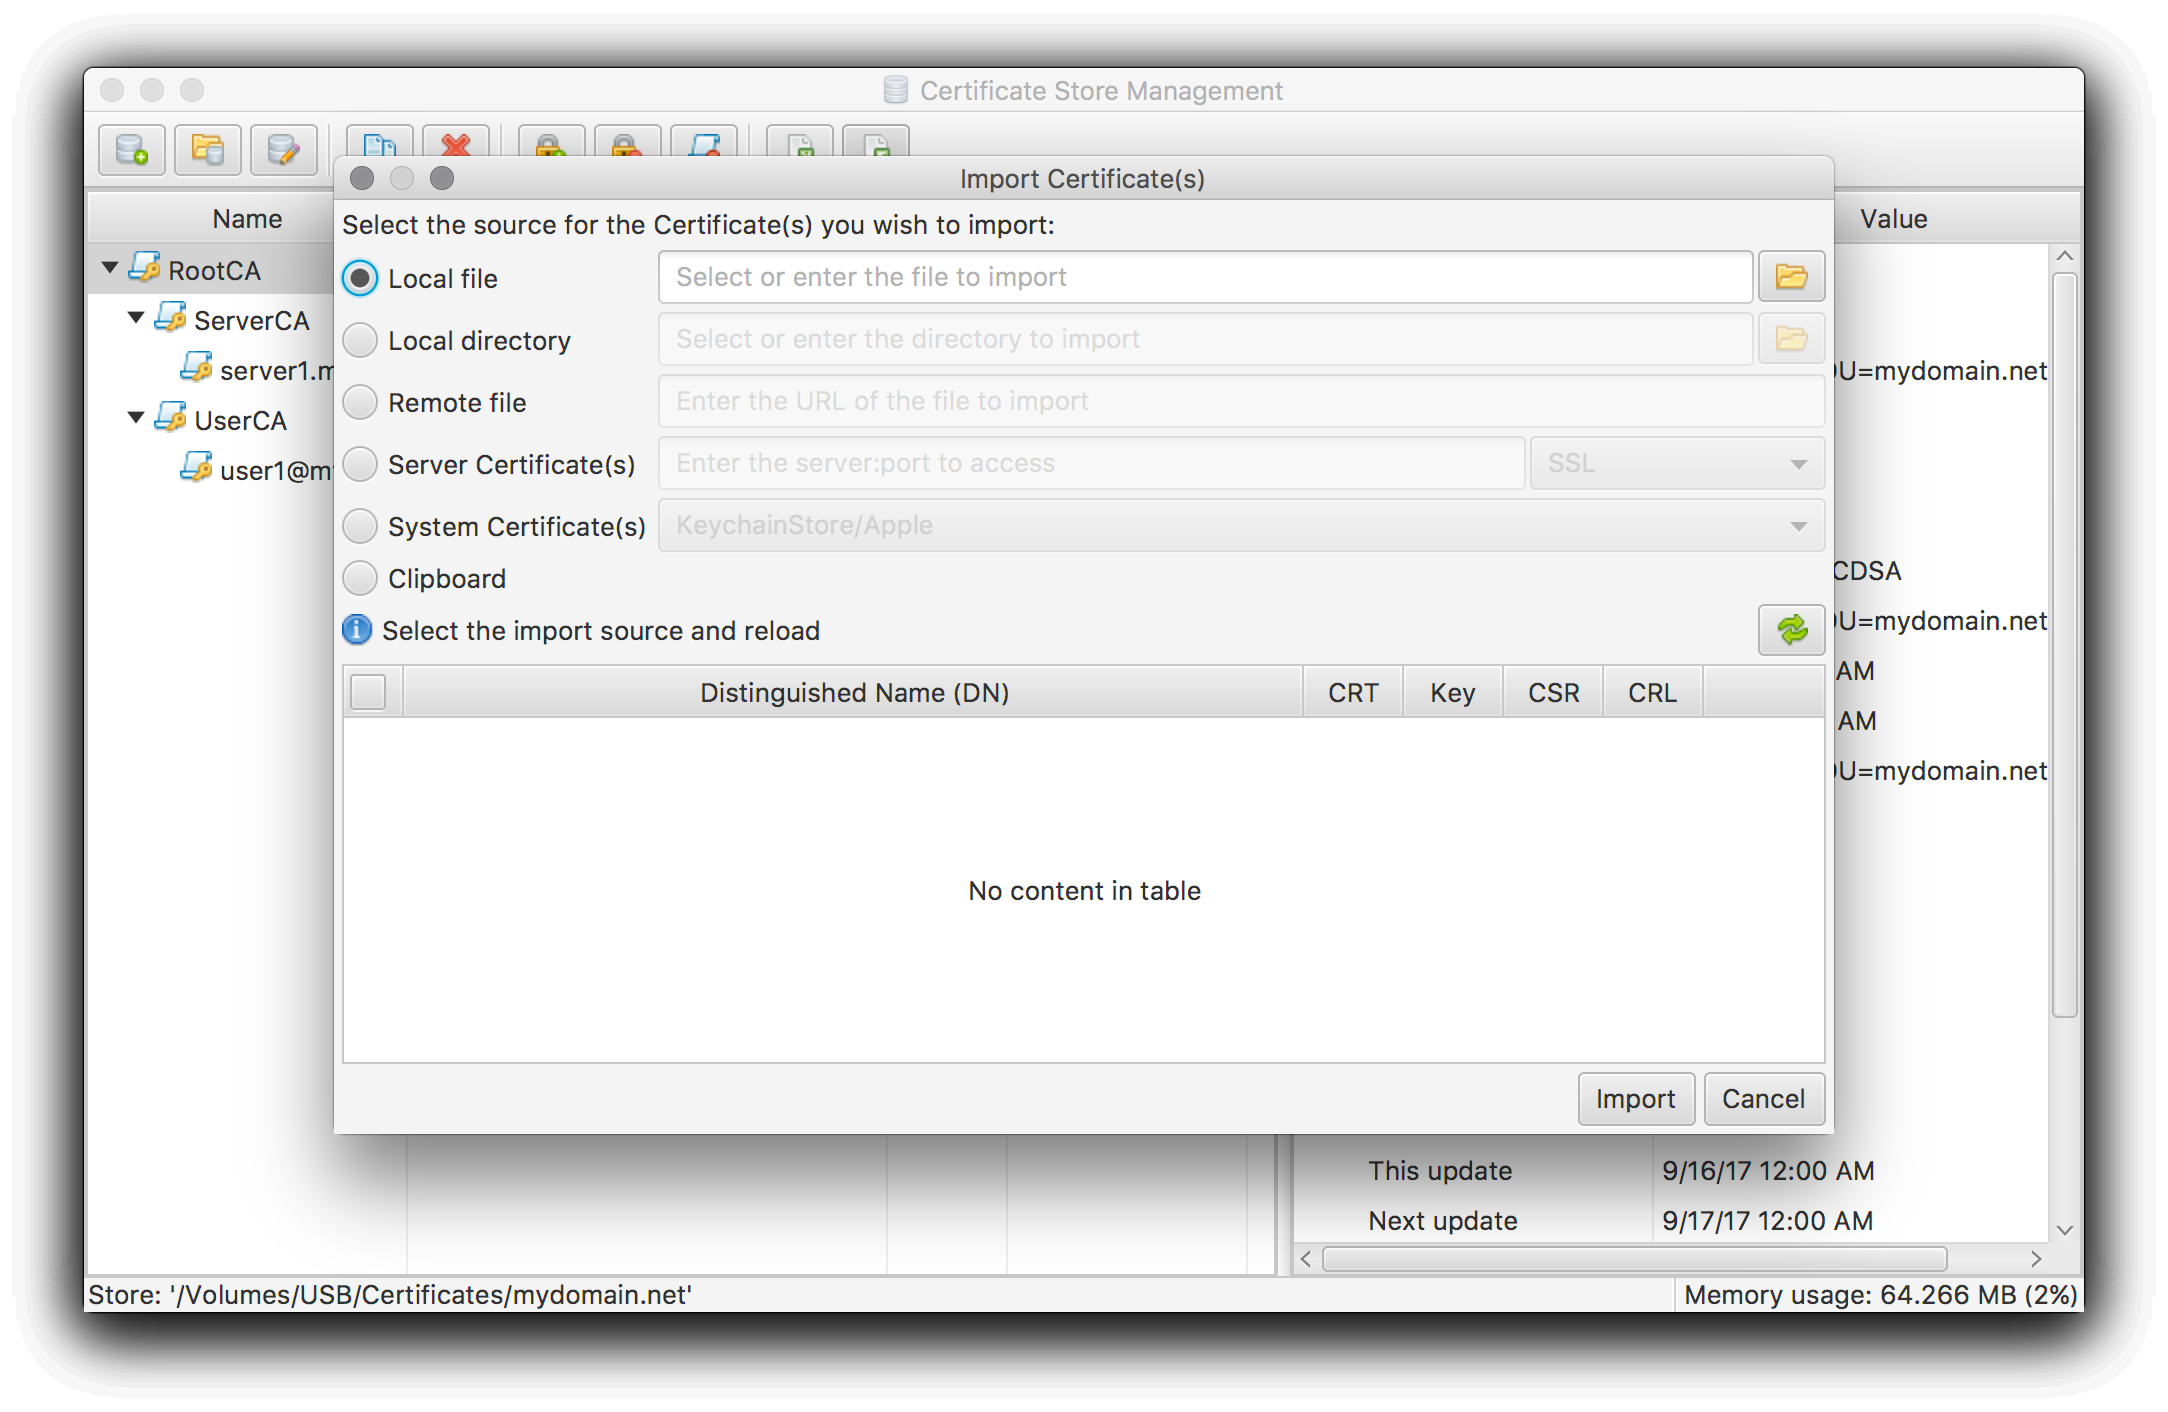 Certificate Store Management
Import Certificate(s)
Name
Value
Select the source for the Certificate(s) you wish to import:
RootCA
Local file
Select or enter the file to import
ServerCA
Local directory
Select or enter the directory to import
server1.m
U=mydomain.net
Remote file
Enter the URL of the file to import
UserCA
Server Certificate(s)
Enter the server:port to access
SSL
user1@m
System Certificate(s)
KeychainStore/Apple
Clipboard
CDSA
Select the import source and reload
U=mydomain.net
AM
Distinguished Name (DN)
CRT
Key
CSR
CRL
AM
U=mydomain.net
No content in table
Import
Cancel
This update
9/16/17 12:00 AM
Next update
9/17/17 12:00 AM
Store: '/Volumes/USB/Certificates/mydomain.net'
Memory usage: 64.266 MB (2%)